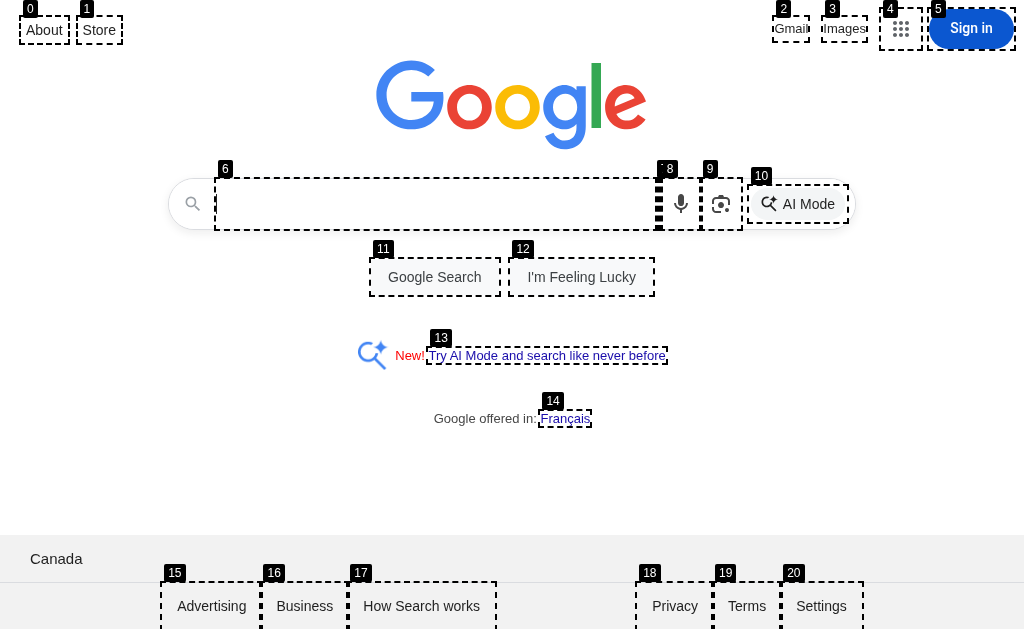 0 1 2 3 4 5
About Store Gmail Images Sign in
Google
6 8 9 10
AI Mode
11 12
Google Search I'm Feeling Lucky
13
New! Try AI Mode and search like never before
14
Google offered in: Français
Canada
15 16 17 18 19 20
Advertising Business How Search works Privacy Terms Settings